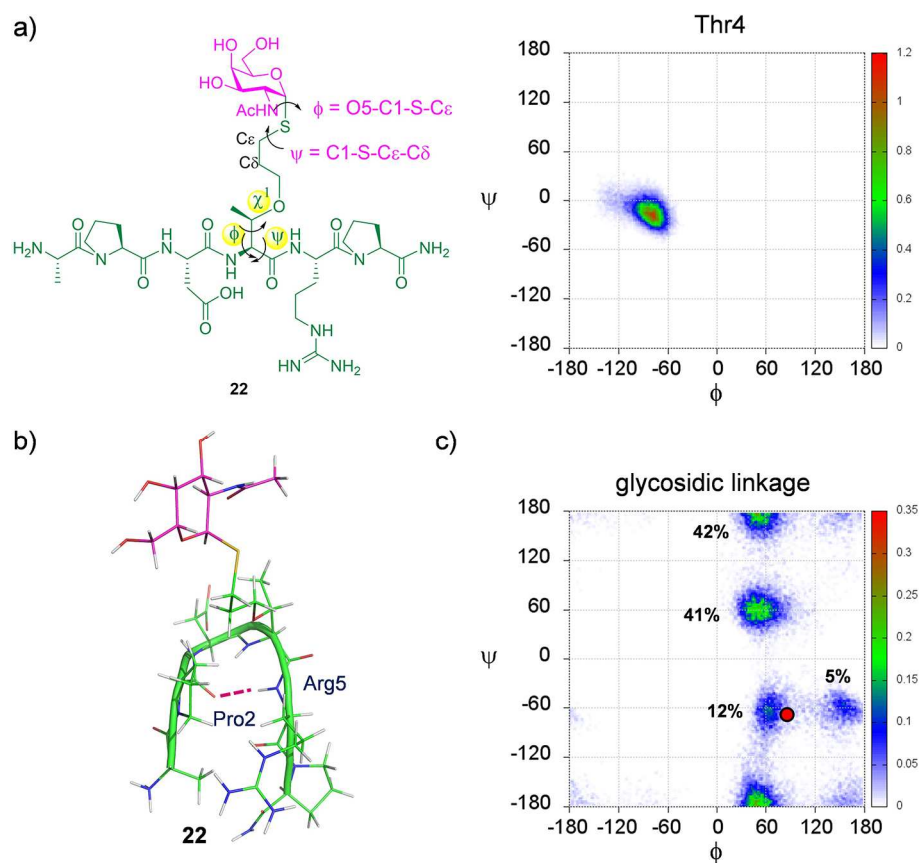 a)
HO
OH
HO
O
AcHN
S
ϕ = O5-C1-S-Cε
Cε
Cδ
ψ = C1-S-Cε-Cδ
χ¹
O
ϕ
ψ
H₂N
O
N
O
H
N
O
N
H
O
H
N
O
N
O
NH₂
OH
O
NH
HN
NH₂
22
Thr4
180
120
60
0
-60
-120
-180
ψ
-180 -120 -60 0 60 120 180
ϕ
1.2
1
0.8
0.6
0.4
0.2
0
b)
Arg5
Pro2
22
c)
glycosidic linkage
180
120
60
0
-60
-120
-180
ψ
42%
41%
12%
5%
-180 -120 -60 0 60 120 180
ϕ
0.35
0.3
0.25
0.2
0.15
0.1
0.05
0